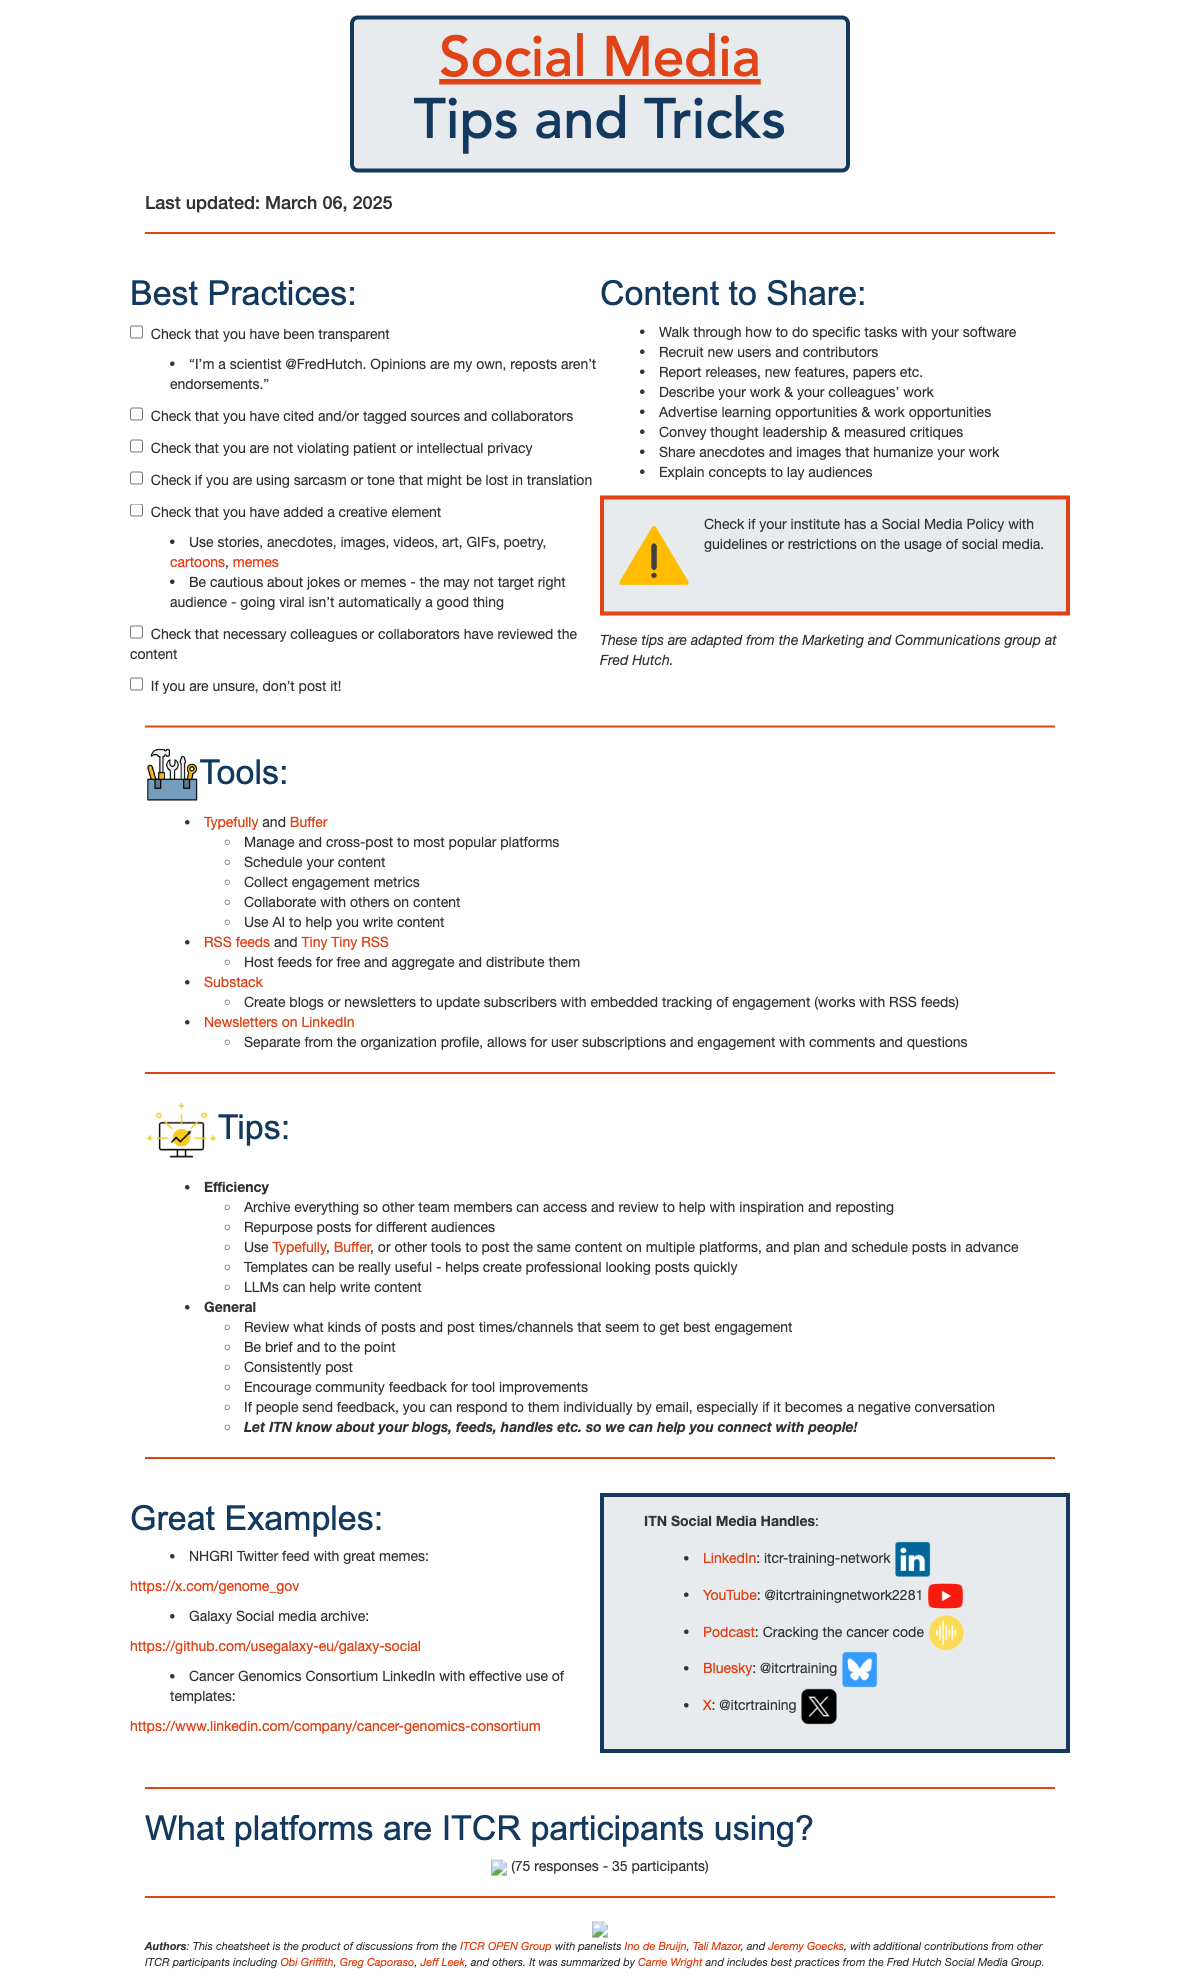 Social Media
Tips and Tricks
Last updated: March 06, 2025
Best Practices:
Check that you have been transparent
• “I’m a scientist @FredHutch. Opinions are my own, reposts aren’t
endorsements.”
Check that you have cited and/or tagged sources and collaborators
Check that you are not violating patient or intellectual privacy
Check if you are using sarcasm or tone that might be lost in translation
Check that you have added a creative element
• Use stories, anecdotes, images, videos, art, GIFs, poetry,
cartoons, memes
• Be cautious about jokes or memes - the may not target right
audience - going viral isn’t automatically a good thing
Check that necessary colleagues or collaborators have reviewed the
content
If you are unsure, don’t post it!
Content to Share:
• Walk through how to do specific tasks with your software
• Recruit new users and contributors
• Report releases, new features, papers etc.
• Describe your work & your colleagues’ work
• Advertise learning opportunities & work opportunities
• Convey thought leadership & measured critiques
• Share anecdotes and images that humanize your work
• Explain concepts to lay audiences
Check if your institute has a Social Media Policy with
guidelines or restrictions on the usage of social media.
These tips are adapted from the Marketing and Communications group at
Fred Hutch.
Tools:
• Typefully and Buffer
◦ Manage and cross-post to most popular platforms
◦ Schedule your content
◦ Collect engagement metrics
◦ Collaborate with others on content
◦ Use AI to help you write content
• RSS feeds and Tiny Tiny RSS
◦ Host feeds for free and aggregate and distribute them
• Substack
◦ Create blogs or newsletters to update subscribers with embedded tracking of engagement (works with RSS feeds)
• Newsletters on LinkedIn
◦ Separate from the organization profile, allows for user subscriptions and engagement with comments and questions
Tips:
• Efficiency
◦ Archive everything so other team members can access and review to help with inspiration and reposting
◦ Repurpose posts for different audiences
◦ Use Typefully, Buffer, or other tools to post the same content on multiple platforms, and plan and schedule posts in advance
◦ Templates can be really useful - helps create professional looking posts quickly
◦ LLMs can help write content
• General
◦ Review what kinds of posts and post times/channels that seem to get best engagement
◦ Be brief and to the point
◦ Consistently post
◦ Encourage community feedback for tool improvements
◦ If people send feedback, you can respond to them individually by email, especially if it becomes a negative conversation
◦ Let ITN know about your blogs, feeds, handles etc. so we can help you connect with people!
Great Examples:
• NHGRI Twitter feed with great memes:
https://x.com/genome_gov
• Galaxy Social media archive:
https://github.com/usegalaxy-eu/galaxy-social
• Cancer Genomics Consortium LinkedIn with effective use of
templates:
https://www.linkedin.com/company/cancer-genomics-consortium
ITN Social Media Handles:
• LinkedIn: itcr-training-network
• YouTube: @itcrtrainingnetwork2281
• Podcast: Cracking the cancer code
• Bluesky: @itcrtraining
• X: @itcrtraining
What platforms are ITCR participants using?
(75 responses - 35 participants)
Authors: This cheatsheet is the product of discussions from the ITCR OPEN Group with panelists Ino de Bruijn, Tali Mazor, and Jeremy Goecks, with additional contributions from other
ITCR participants including Obi Griffith, Greg Caporaso, Jeff Leek, and others. It was summarized by Carrie Wright and includes best practices from the Fred Hutch Social Media Group.